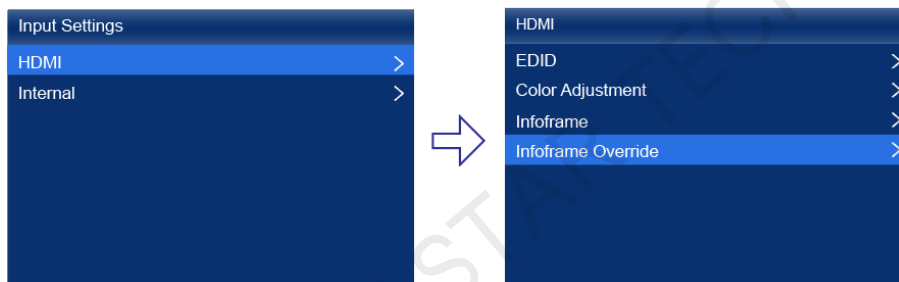 Input Settings
HDMI
Internal
HDMI
EDID
Color Adjustment
Infoframe
Infoframe Override